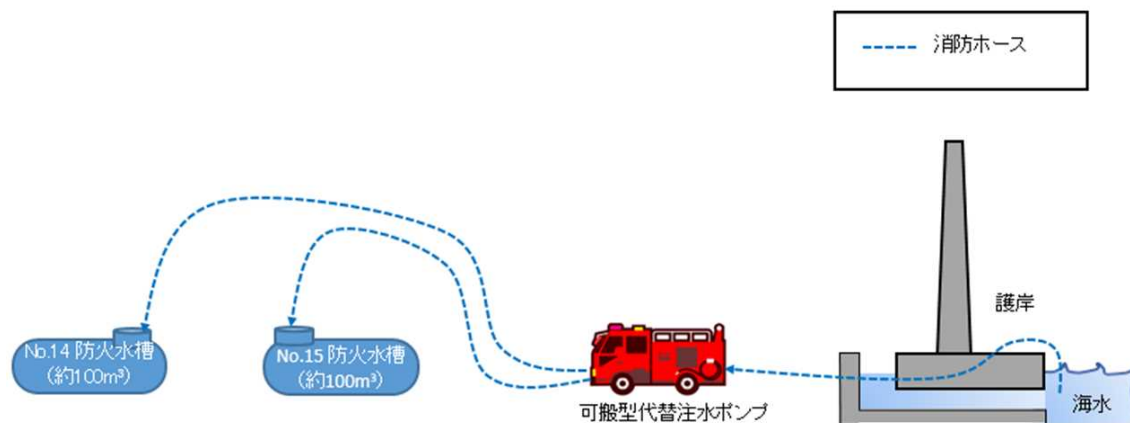 消防ホース
護岸
No.14 防火水槽
(約100m³)
No.15 防火水槽
(約100m³)
可搬型代替注水ポンプ
海水